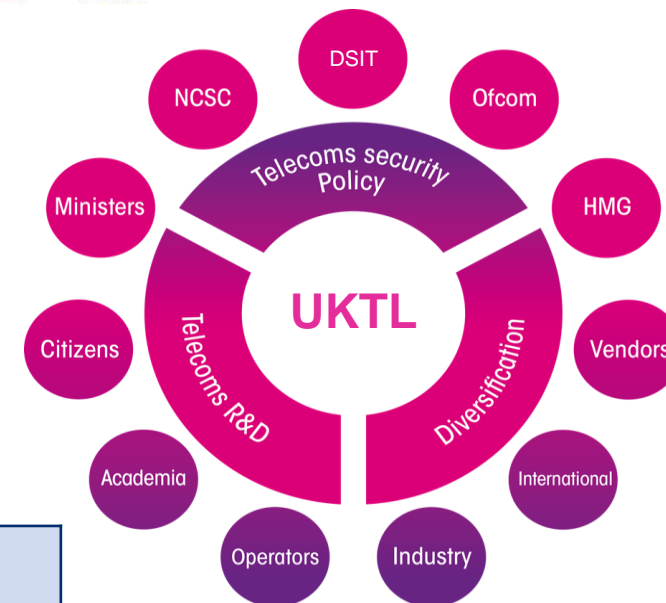 DSIT
NCSC
Ofcom
Telecoms security
Policy
Ministers
HMG
UKTL
Citizens
Telecoms R&D
Diversification
Vendors
Academia
International
Operators
Industry